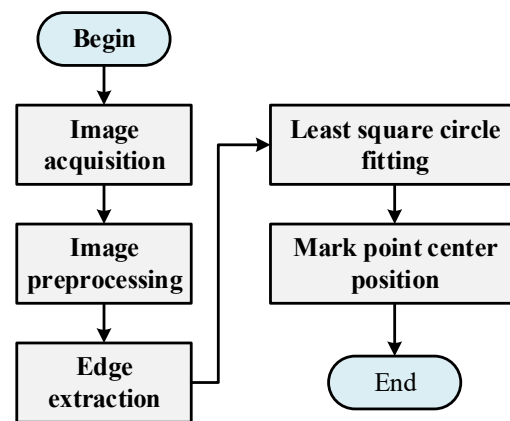 Begin
Image
acquisition
Image
preprocessing
Edge
extraction
Least square circle
fitting
Mark point center
position
End